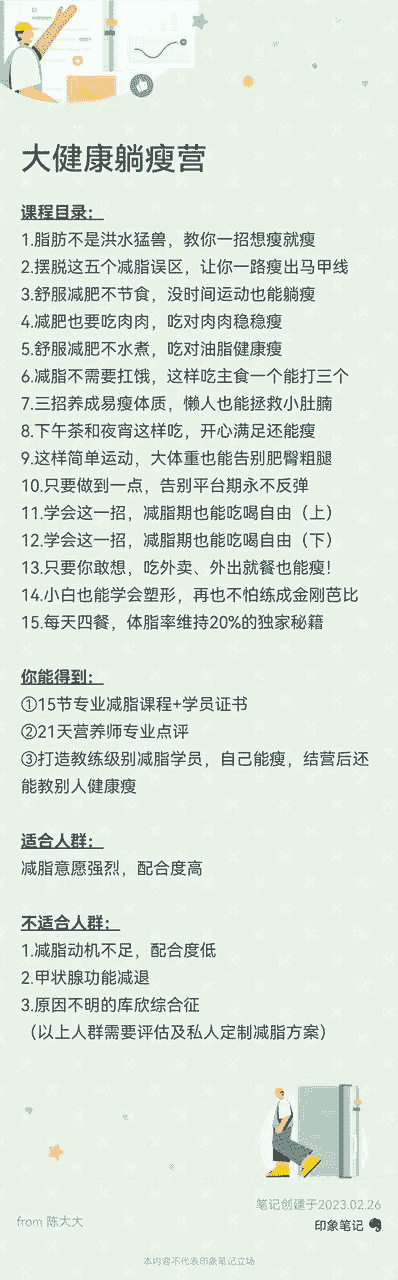 大健康躺瘦营
课程目录：
1.脂肪不是洪水猛兽，教你一招想瘦就瘦
2.摆脱这五个减脂误区，让你一路瘦出马甲线
3.舒服减肥不节食，没时间运动也能躺瘦
4.减肥也要吃肉肉，吃对肉肉稳稳瘦
5.舒服减肥不水煮，吃对油脂健康瘦
6.减脂不需要扛饿，这样吃主食一个能打三个
7.三招养成易瘦体质，懒人也能拯救小肚腩
8.下午茶和夜宵这样吃，开心满足还能瘦
9.这样简单运动，大体重也能告别肥臀粗腿
10.只要做到一点，告别平台期永不反弹
11.学会这一招，减脂期也能吃喝自由（上）
12.学会这一招，减脂期也能吃喝自由（下）
13.只要你敢想，吃外卖、外出就餐也能瘦！
14.小白也能学会塑形，再也不怕练成金刚芭比
15.每天四餐，体脂率维持20%的独家秘籍
你能得到：
①15节专业减脂课程+学员证书
②21天营养师专业点评
③打造教练级别减脂学员，自己能瘦，结营后还
能教别人健康瘦
适合人群：
减脂意愿强烈，配合度高
不适合人群：
1.减脂动机不足，配合度低
2.甲状腺功能减退
3.原因不明的库欣综合征
（以上人群需要评估及私人定制减脂方案）
笔记创建于2023.02.26
from 陈大大
印象笔记
本内容不代表印象笔记立场